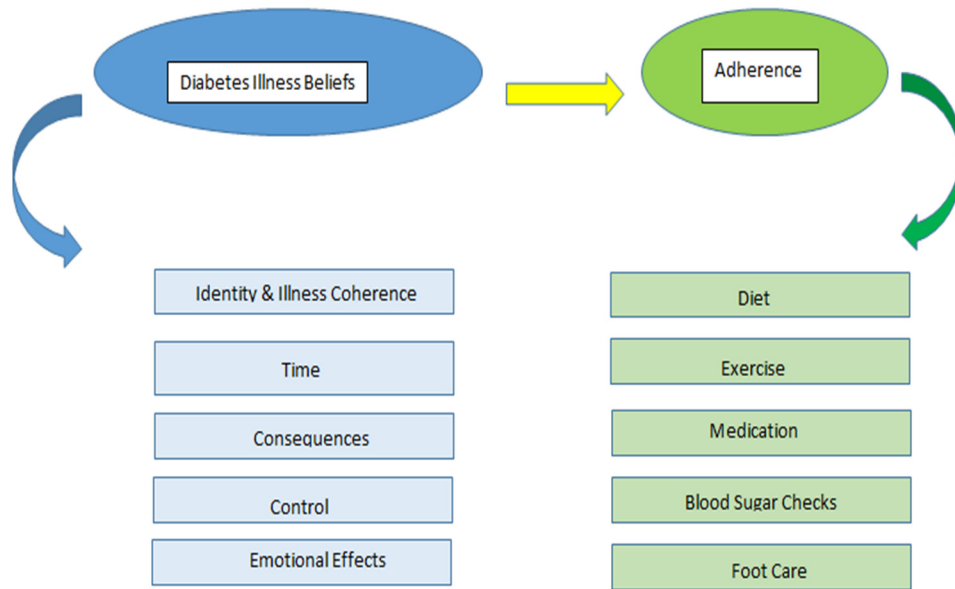 Diabetes Illness Beliefs
Adherence
Identity & Illness Coherence
Time
Consequences
Control
Emotional Effects
Diet
Exercise
Medication
Blood Sugar Checks
Foot Care